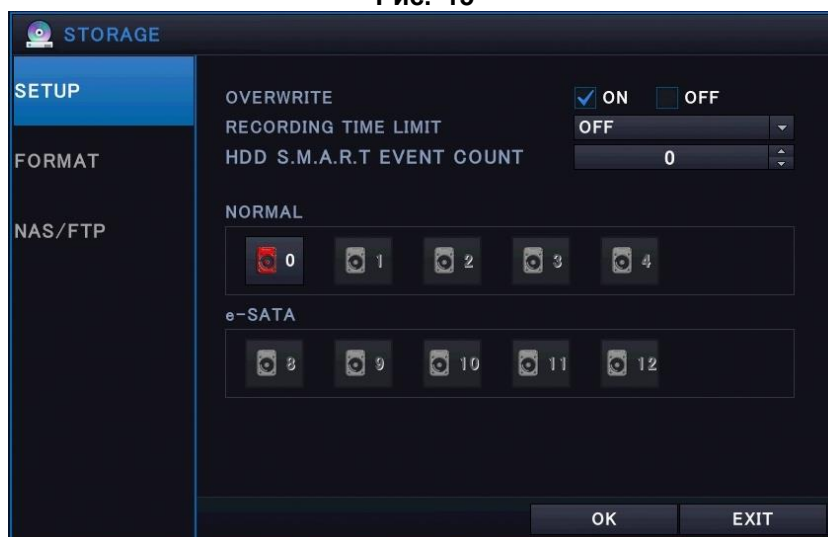 STORAGE
SETUP
FORMAT
NAS/FTP
OVERWRITE ON OFF
RECORDING TIME LIMIT OFF
HDD S.M.A.R.T EVENT COUNT 0
NORMAL
0 1 2 3 4
e-SATA
8 9 10 11 12
OK EXIT